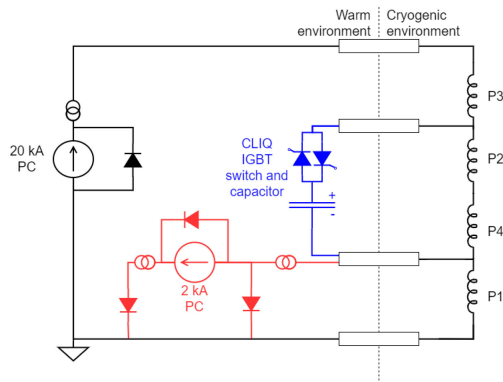 Warm environment
Cryogenic environment
P3
20 kA
PC
CLIQ
IGBT
switch and
capacitor
+
-
P2
P4
2 kA
PC
P1